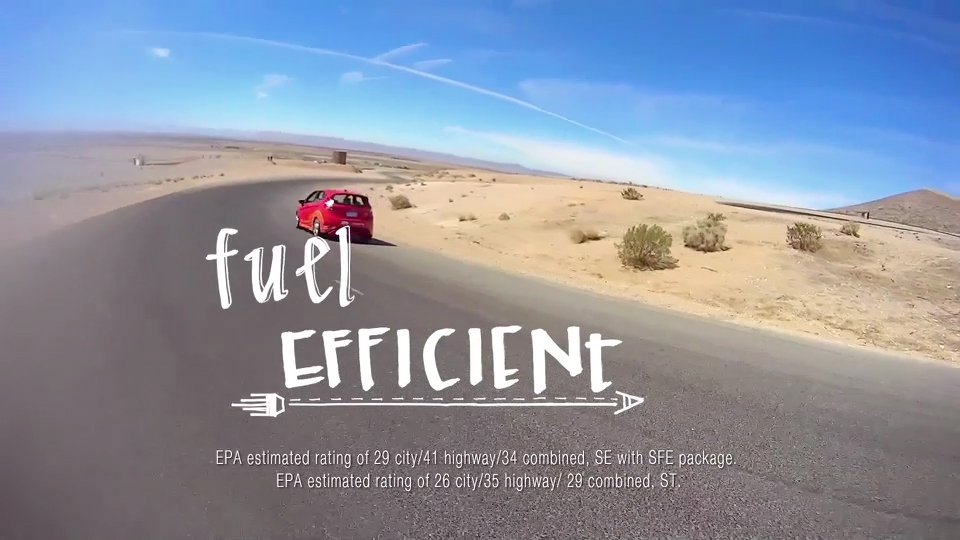 fuel
EFFICIENt
EPA estimated rating of 29 city/41 highway/34 combined, SE with SFE package.
EPA estimated rating of 26 city/35 highway/ 29 combined, ST.